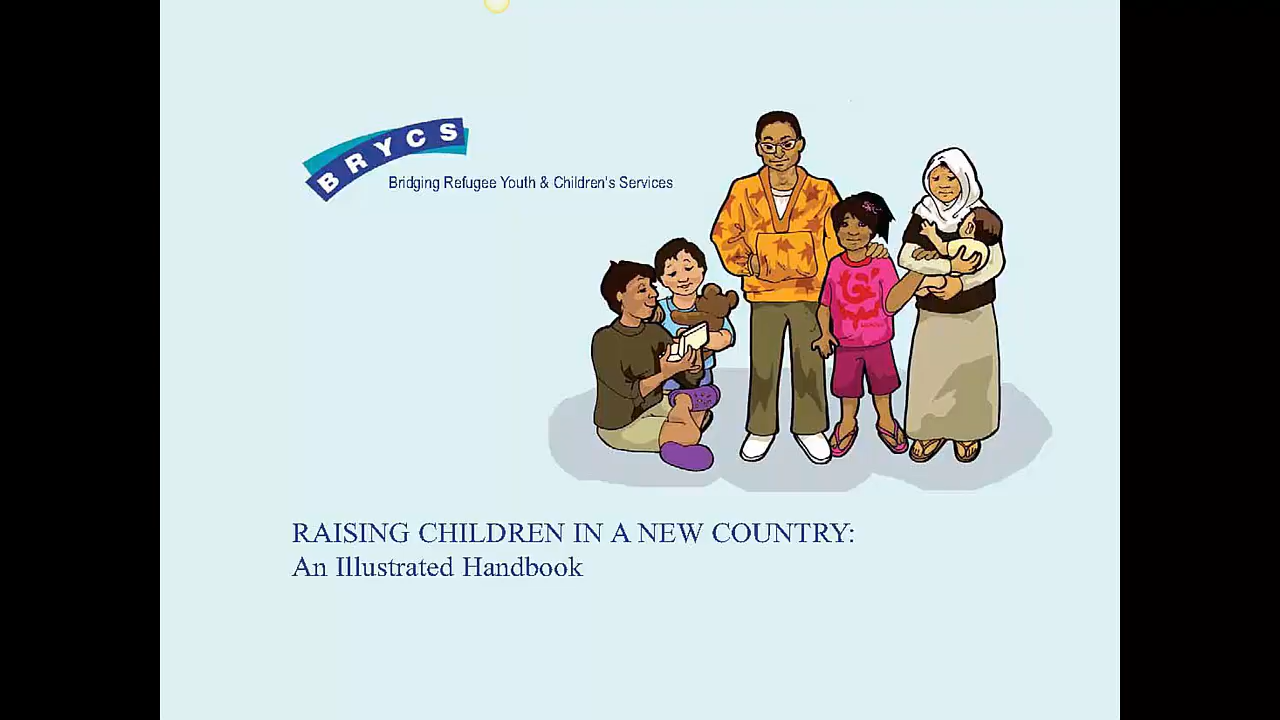 BRYCS
Bridging Refugee Youth & Children's Services
RAISING CHILDREN IN A NEW COUNTRY:
An Illustrated Handbook